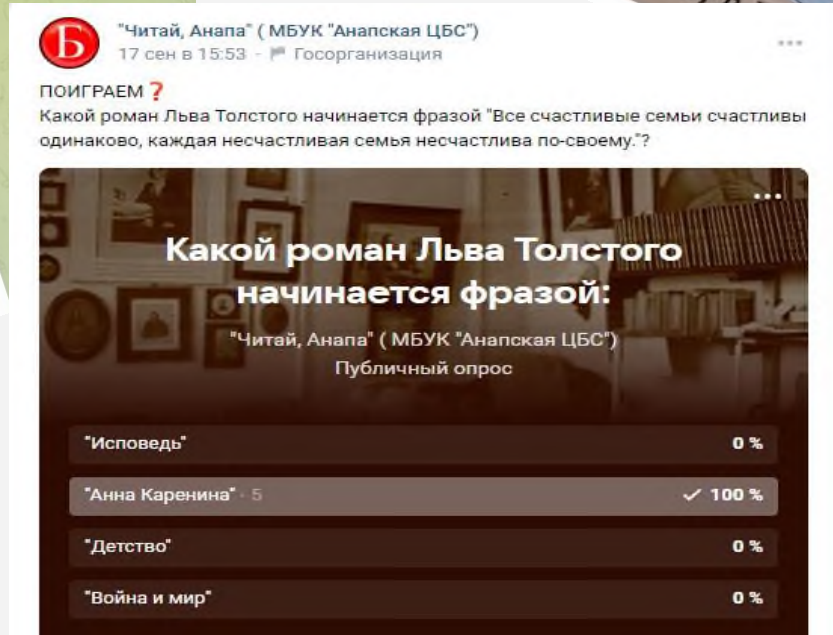 Б
"Читай, Анапа" ( МБУК "Анапская ЦБС")
17 сен в 15:53 - Госорганизация
ПОИГРАЕМ ❓
Какой роман Льва Толстого начинается фразой "Все счастливые семьи счастливы
одинаково, каждая несчастливая семья несчастлива по-своему."?
Какой роман Льва Толстого
начинается фразой:
"Читай, Анапа" ( МБУК "Анапская ЦБС")
Публичный опрос
"Исповедь" 0 %
"Анна Каренина" · 5 ✓ 100 %
"Детство" 0 %
"Война и мир" 0 %